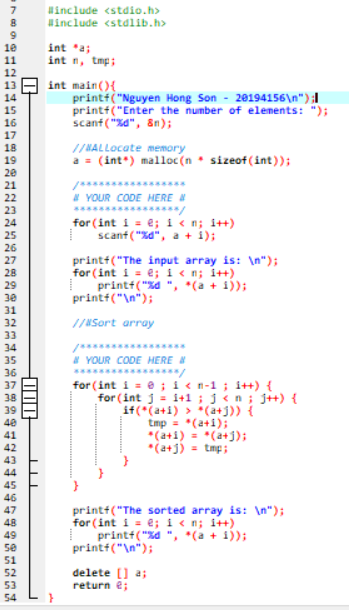 7 #include <stdio.h>
8 #include <stdlib.h>
9
10 int *a;
11 int n, tmp;
12
13 int main(){
14 printf("Nguyen Hong Son - 20194156\n");
15 printf("Enter the number of elements: ");
16 scanf("%d", &n);
17
18 //#ALLocate memory
19 a = (int*) malloc(n * sizeof(int));
20
21 /*****************
22 # YOUR CODE HERE #
23 *****************/
24 for(int i = 0; i < n; i++)
25 scanf("%d", a + i);
26
27 printf("The input array is: \n");
28 for(int i = 0; i < n; i++)
29 printf("%d ", *(a + i));
30 printf("\n");
31
32 //#Sort array
33
34 /*****************
35 # YOUR CODE HERE #
36 *****************/
37 for(int i = 0 ; i < n-1 ; i++) {
38 for(int j = i+1 ; j < n ; j++) {
39 if(*(a+i) > *(a+j)) {
40 tmp = *(a+i);
41 *(a+i) = *(a+j);
42 *(a+j) = tmp;
43 }
44 }
45 }
46
47 printf("The sorted array is: \n");
48 for(int i = 0; i < n; i++)
49 printf("%d ", *(a + i));
50 printf("\n");
51
52 delete [] a;
53 return 0;
54 }